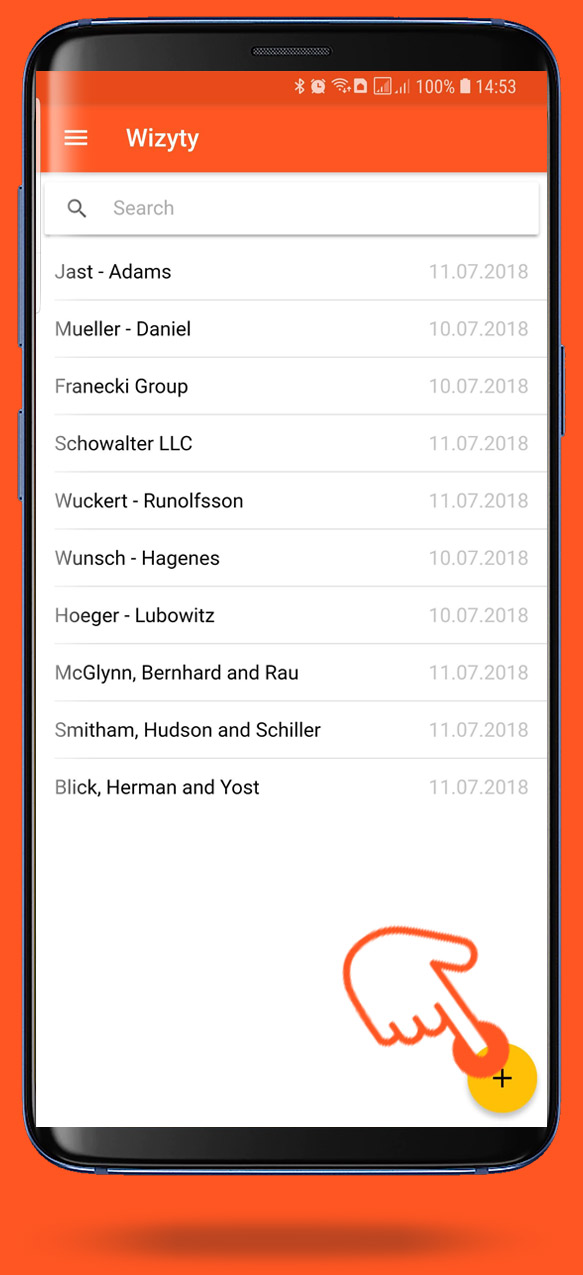 100% 14:53
Wizyty
Search
Jast - Adams 11.07.2018
Mueller - Daniel 10.07.2018
Franecki Group 10.07.2018
Schowalter LLC 11.07.2018
Wuckert - Runolfsson 11.07.2018
Wunsch - Hagenes 10.07.2018
Hoeger - Lubowitz 10.07.2018
McGlynn, Bernhard and Rau 11.07.2018
Smitham, Hudson and Schiller 11.07.2018
Blick, Herman and Yost 11.07.2018
+